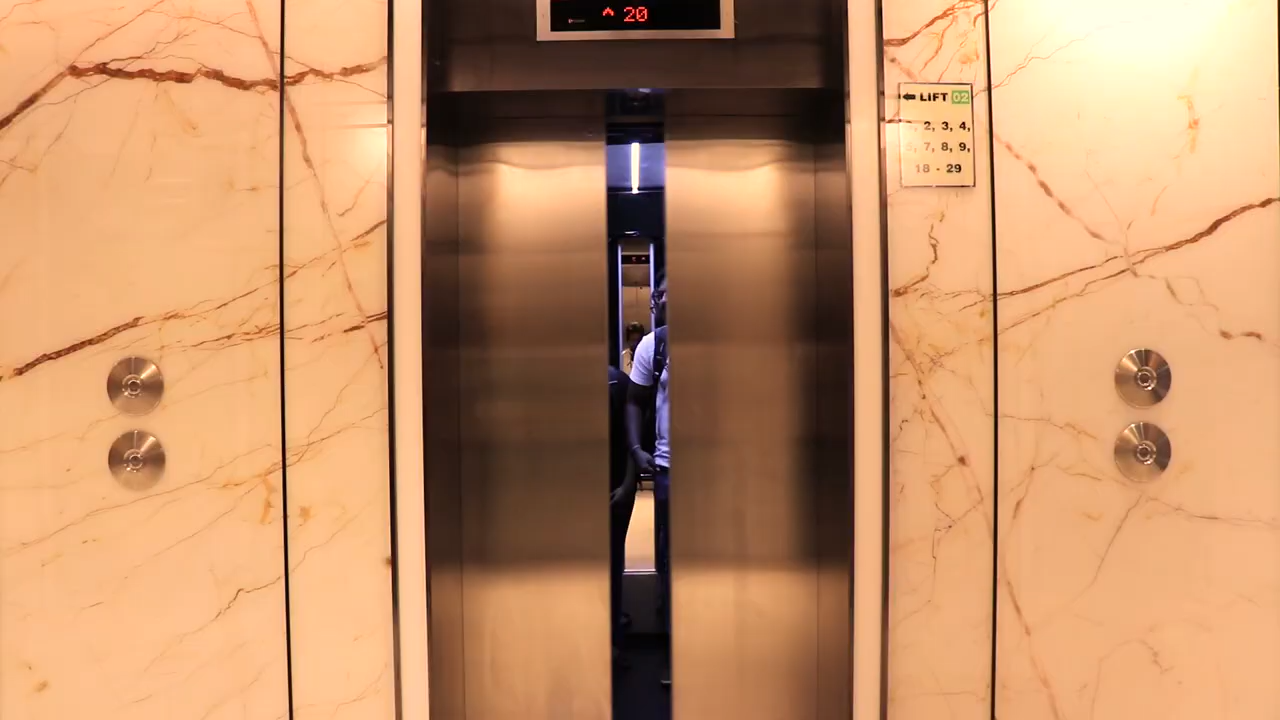 ^ 20
← LIFT 02
2, 3, 4,
7, 8, 9,
18 - 29